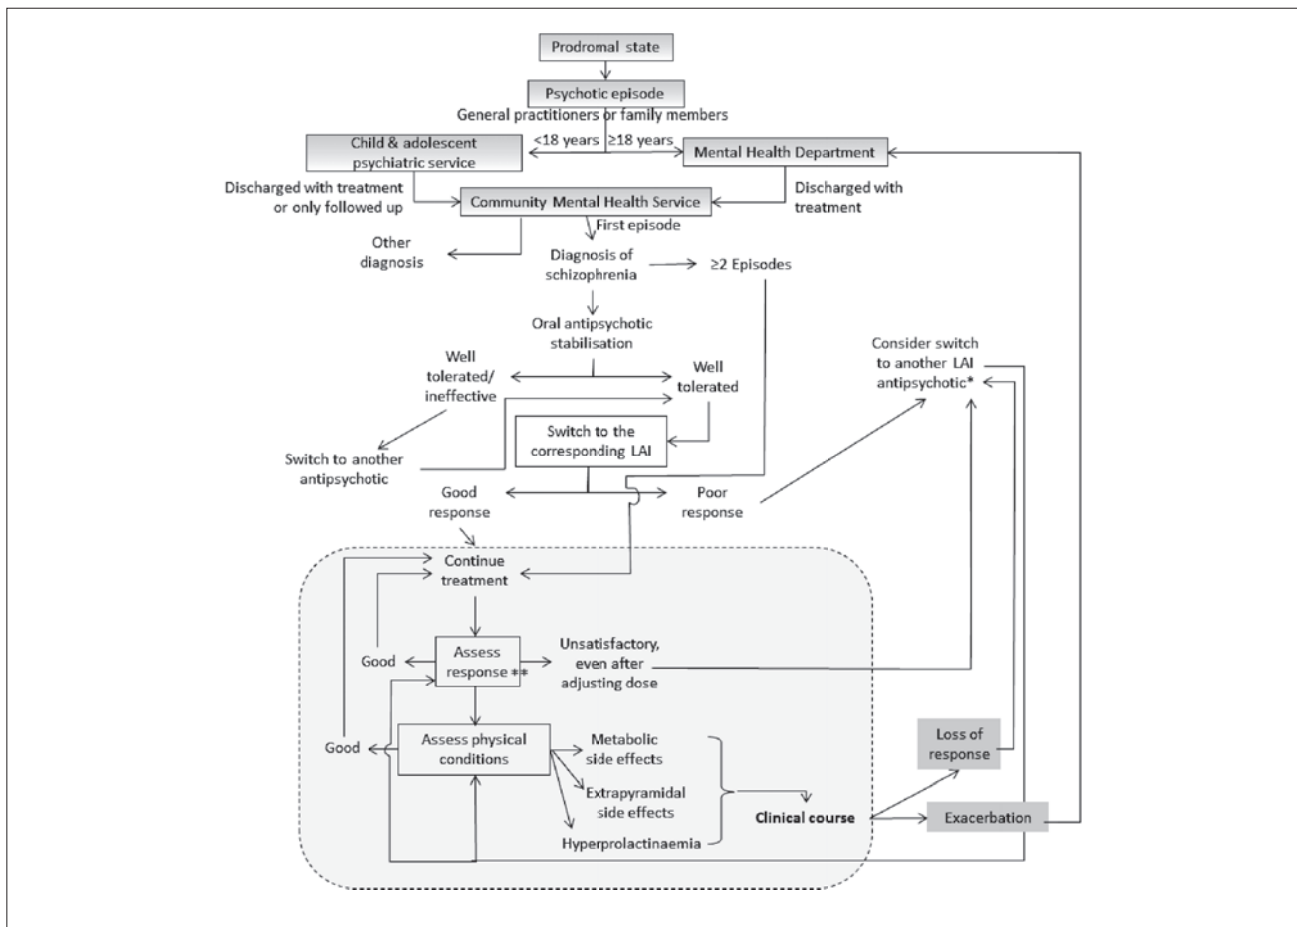 Prodromal state
Psychotic episode
General practitioners or family members
<18 years
≥18 years
Child & adolescent
psychiatric service
Mental Health Department
Discharged with treatment
or only followed up
Community Mental Health Service
Discharged with
treatment
First episode
Other
diagnosis
Diagnosis of
schizophrenia
≥2 Episodes
Oral antipsychotic
stabilisation
Consider switch
to another LAI
antipsychotic*
Well
tolerated/
ineffective
Well
tolerated
Switch to the
corresponding LAI
Switch to another
antipsychotic
Good
response
Poor
response
Continue
treatment
Good
Assess
response **
Unsatisfactory,
even after
adjusting dose
Good
Assess physical
conditions
Metabolic
side effects
Extrapyramidal
side effects
Hyperprolactinaemia
Clinical course
Loss of
response
Exacerbation